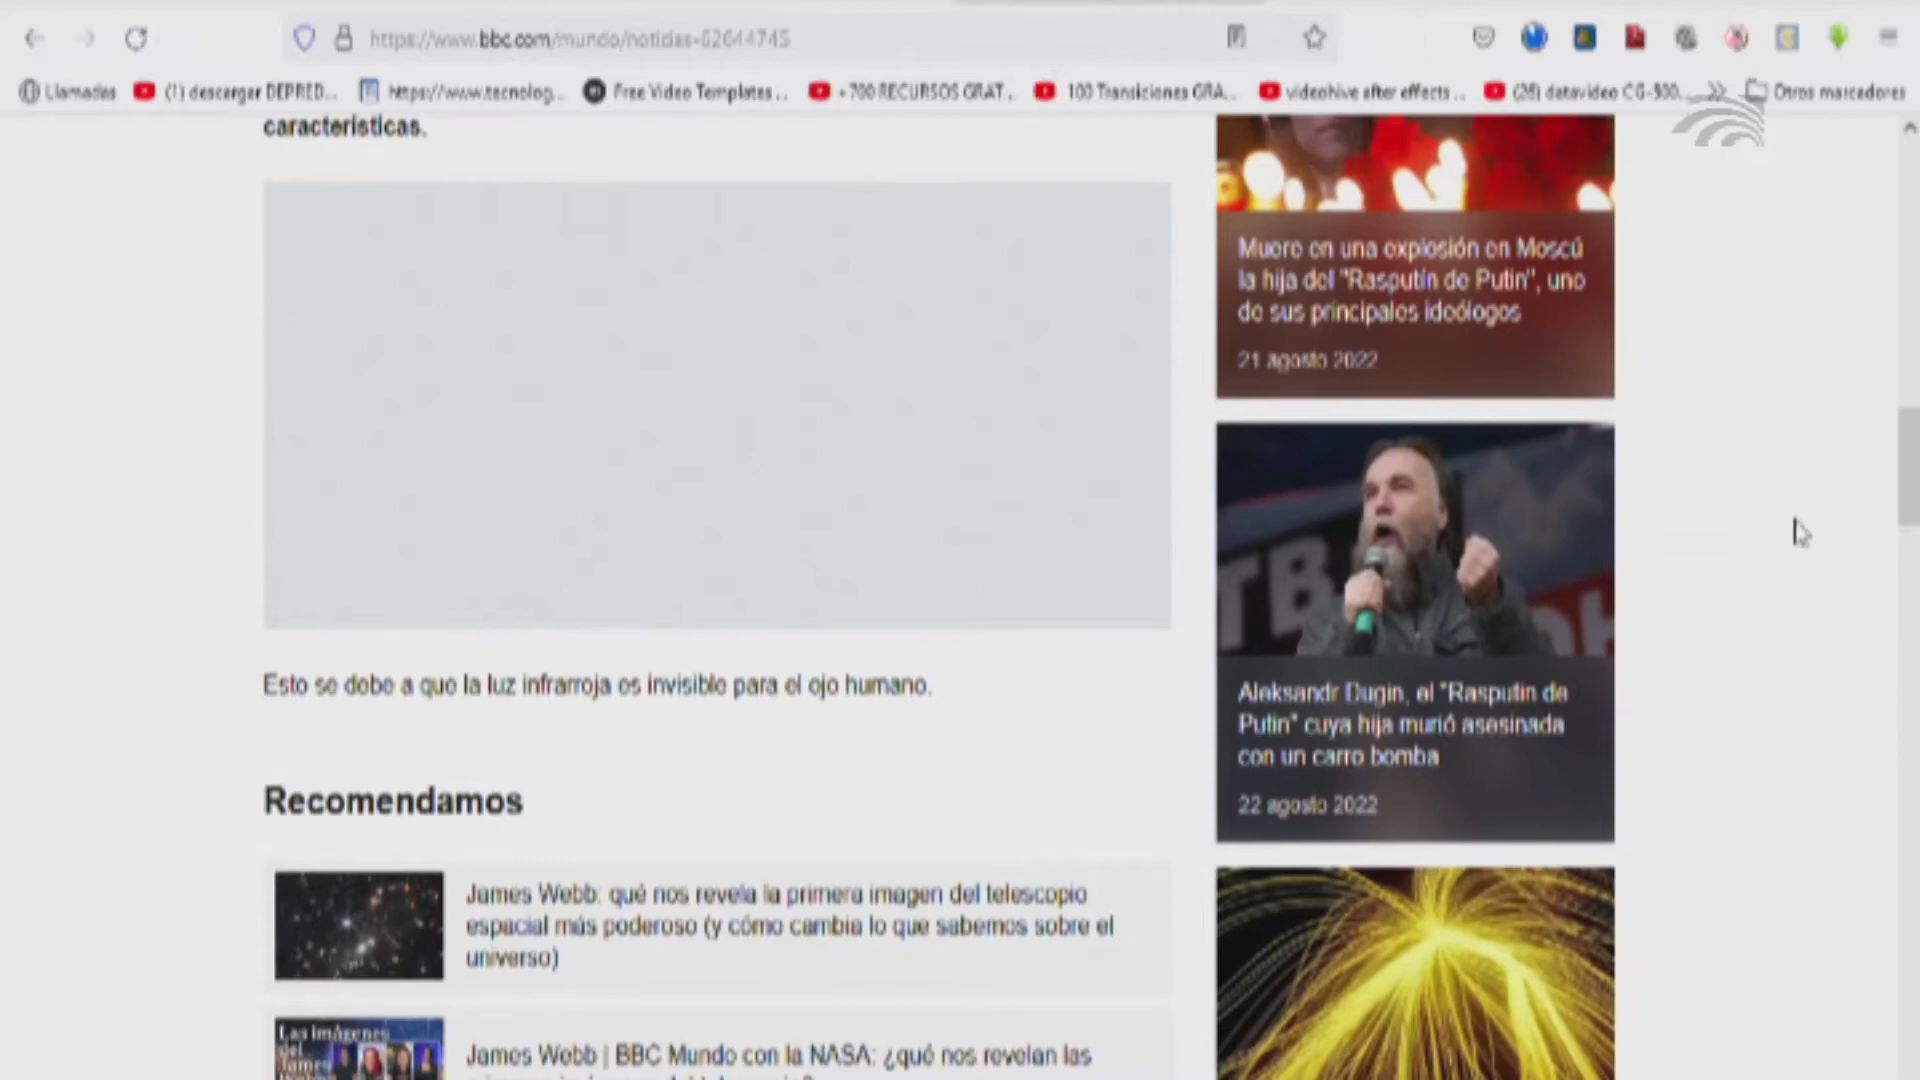 https://www.bbc.com/mundo/noticias-62644745
Llamadas
(1) descargar DEPRED...
https://www.tecnolog...
Free Video Templates ...
+700 RECURSOS GRAT...
100 Transiciones GRA...
videohive after effects ...
(26) datavideo CG-500...
Otros marcadores
características.
Esto se debe a que la luz infrarroja es invisible para el ojo humano.
Recomendamos
James Webb: qué nos revela la primera imagen del telescopio
espacial más poderoso (y cómo cambia lo que sabemos sobre el
universo)
Las imágenes
del
James
James Webb | BBC Mundo con la NASA: ¿qué nos revelan las
Muere en una explosión en Moscú
la hija del "Rasputín de Putin", uno
de sus principales ideólogos
21 agosto 2022
Aleksandr Dugin, el "Rasputín de
Putin" cuya hija murió asesinada
con un carro bomba
22 agosto 2022